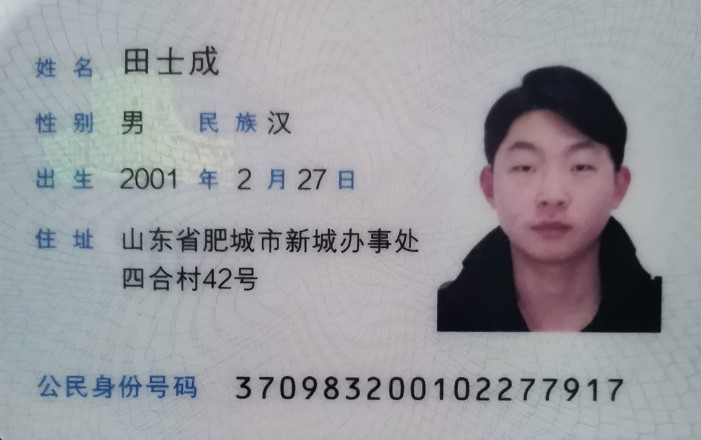 姓名 田士成
性别 男 民族 汉
出生 2001 年 2 月 27 日
住址 山东省肥城市新城办事处
四合村42号
公民身份号码 370983200102277917